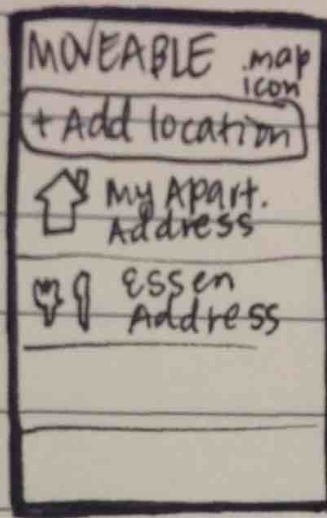 MOVEABLE .map
icon
+ Add location
My Apart.
Address
Essen
Address